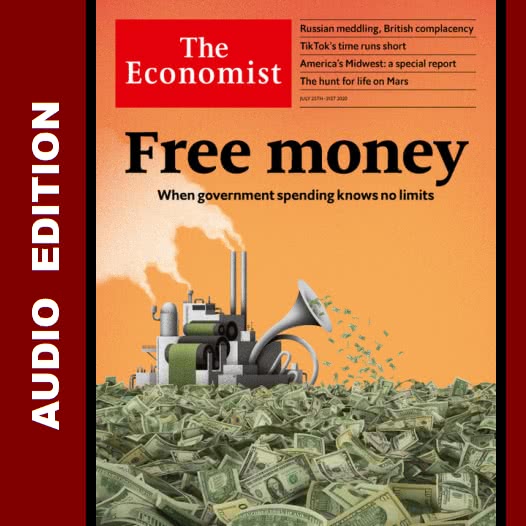 AUDIO EDITION
The
Economist
Russian meddling, British complacency
TikTok's time runs short
America's Midwest: a special report
The hunt for life on Mars
JULY 25TH–31ST 2020
Free money
When government spending knows no limits